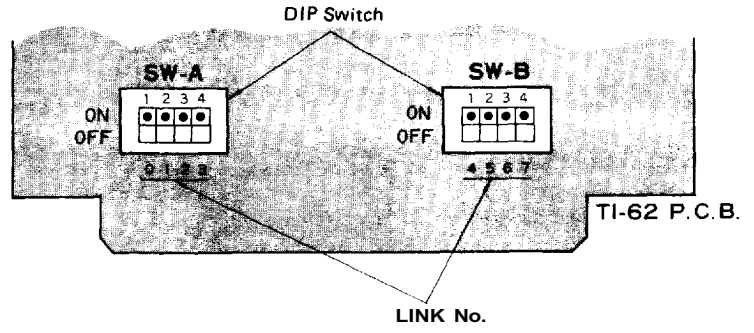 DIP Switch
SW-A
SW-B
1 2 3 4
1 2 3 4
ON
OFF
ON
OFF
0 1 2 3
4 5 6 7
TI-62 P.C.B.
LINK No.